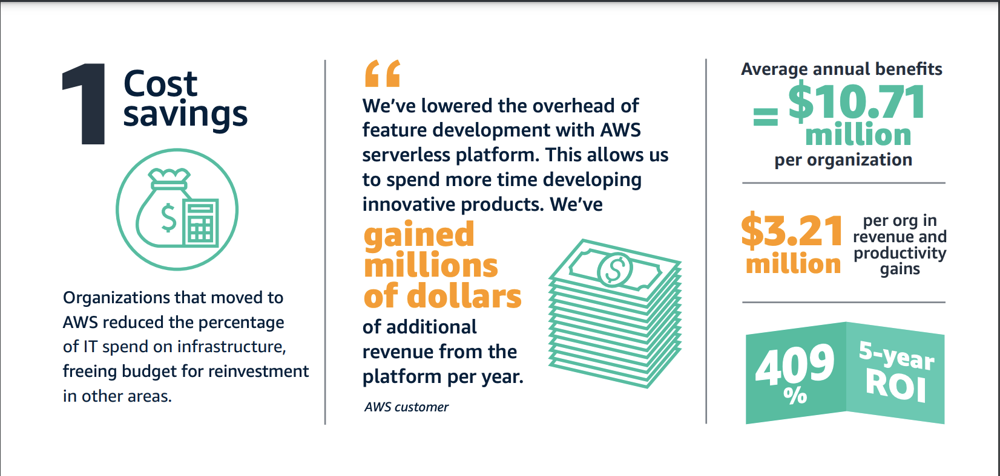 1
Cost
savings
$
Organizations that moved to
AWS reduced the percentage
of IT spend on infrastructure,
freeing budget for reinvestment
in other areas.
“
We’ve lowered the overhead of
feature development with AWS
serverless platform. This allows us
to spend more time developing
innovative products. We’ve
gained
millions
of dollars
of additional
revenue from the
platform per year.
AWS customer
$
Average annual benefits
= $10.71
million
per organization
$3.21
million
per org in
revenue and
productivity
gains
409
%
5-year
ROI